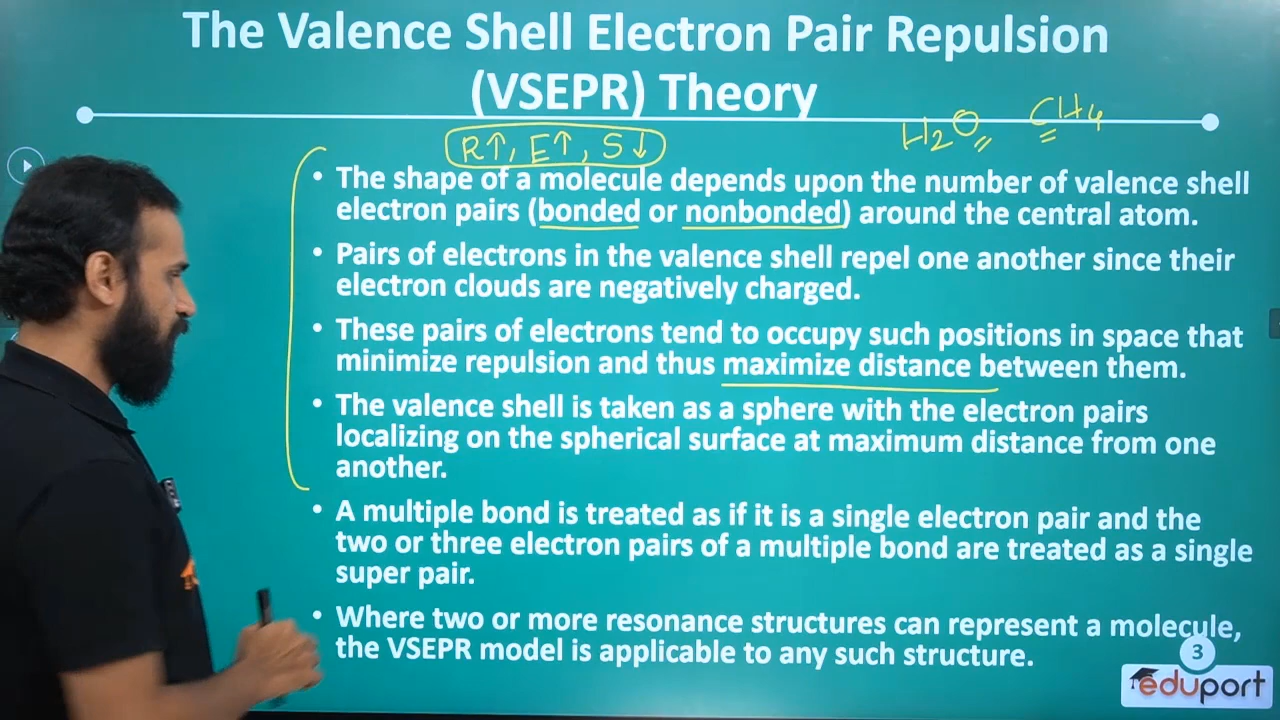 The Valence Shell Electron Pair Repulsion
(VSEPR) Theory
H₂O CH₄
R↑, E↑, S↓
• The shape of a molecule depends upon the number of valence shell
electron pairs (bonded or nonbonded) around the central atom.
• Pairs of electrons in the valence shell repel one another since their
electron clouds are negatively charged.
• These pairs of electrons tend to occupy such positions in space that
minimize repulsion and thus maximize distance between them.
• The valence shell is taken as a sphere with the electron pairs
localizing on the spherical surface at maximum distance from one
another.
• A multiple bond is treated as if it is a single electron pair and the
two or three electron pairs of a multiple bond are treated as a single
super pair.
• Where two or more resonance structures can represent a molecule,
the VSEPR model is applicable to any such structure.
3
eduport